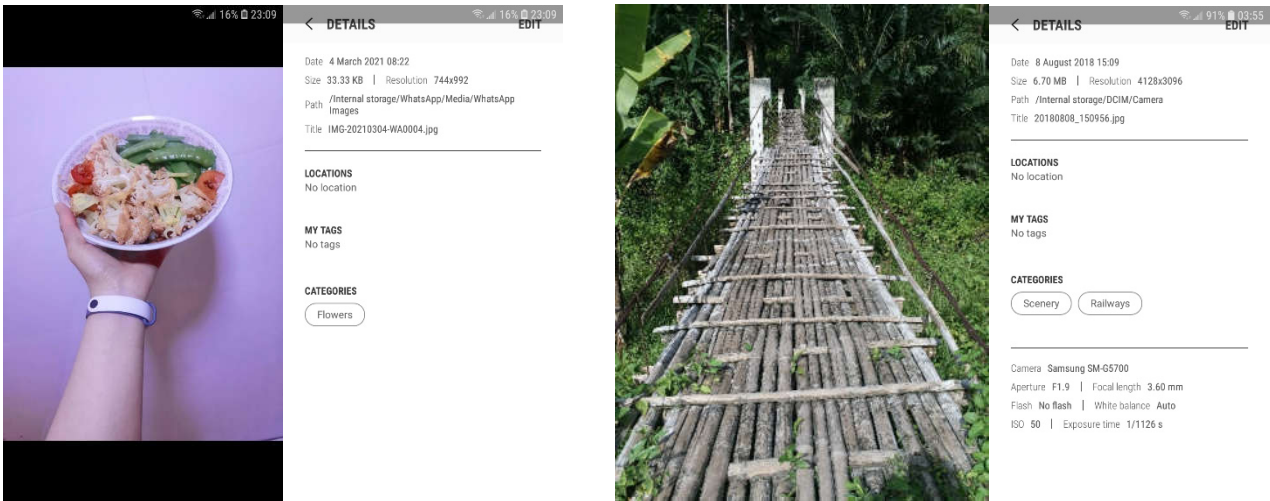 16% 23:09
16% 23:09
DETAILS
EDIT
Date 4 March 2021 08:22
Size 33.33 KB | Resolution 744x992
Path /Internal storage/WhatsApp/Media/WhatsApp
Images
Title IMG-20210304-WA0004.jpg
LOCATIONS
No location
MY TAGS
No tags
CATEGORIES
Flowers
91% 03:55
DETAILS
EDIT
Date 8 August 2018 15:09
Size 6.70 MB | Resolution 4128x3096
Path /Internal storage/DCIM/Camera
Title 20180808_150956.jpg
LOCATIONS
No location
MY TAGS
No tags
CATEGORIES
Scenery Railways
Camera Samsung SM-G5700
Aperture F1.9 | Focal length 3.60 mm
Flash No flash | White balance Auto
ISO 50 | Exposure time 1/1126 s